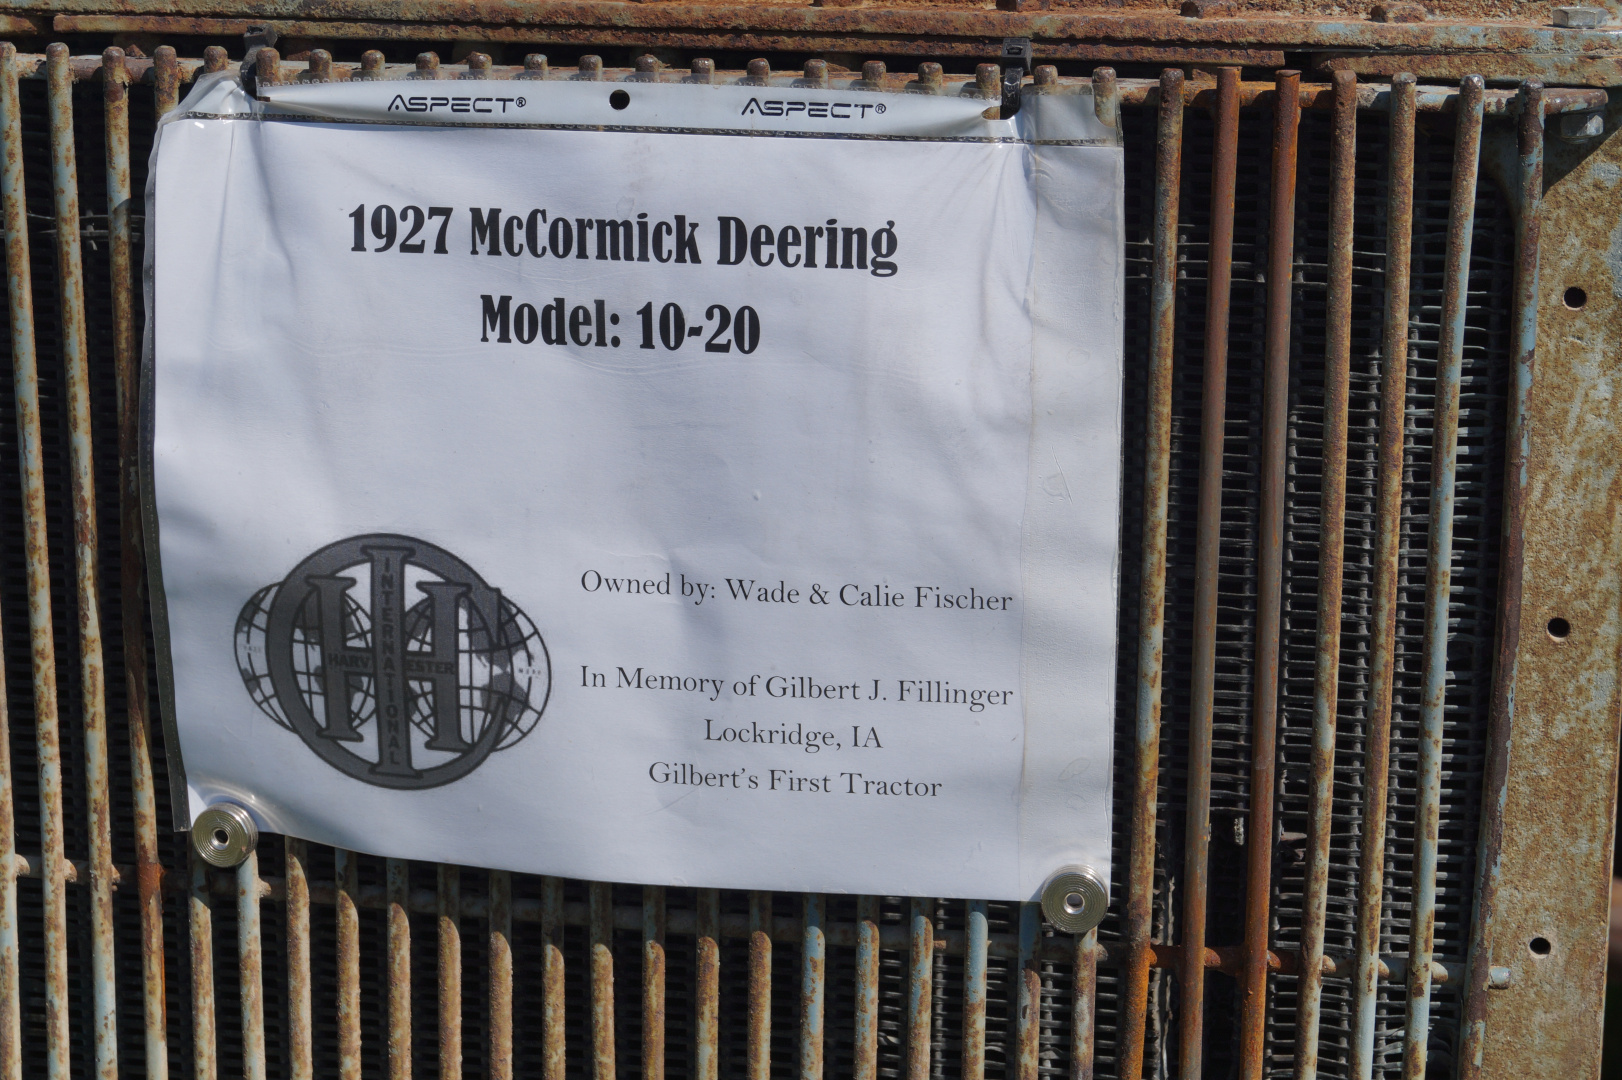 ASPECT® ASPECT®
1927 McCormick Deering
Model: 10-20
INTERNATIONAL
HARVESTER
Owned by: Wade & Calie Fischer
In Memory of Gilbert J. Fillinger
Lockridge, IA
Gilbert's First Tractor